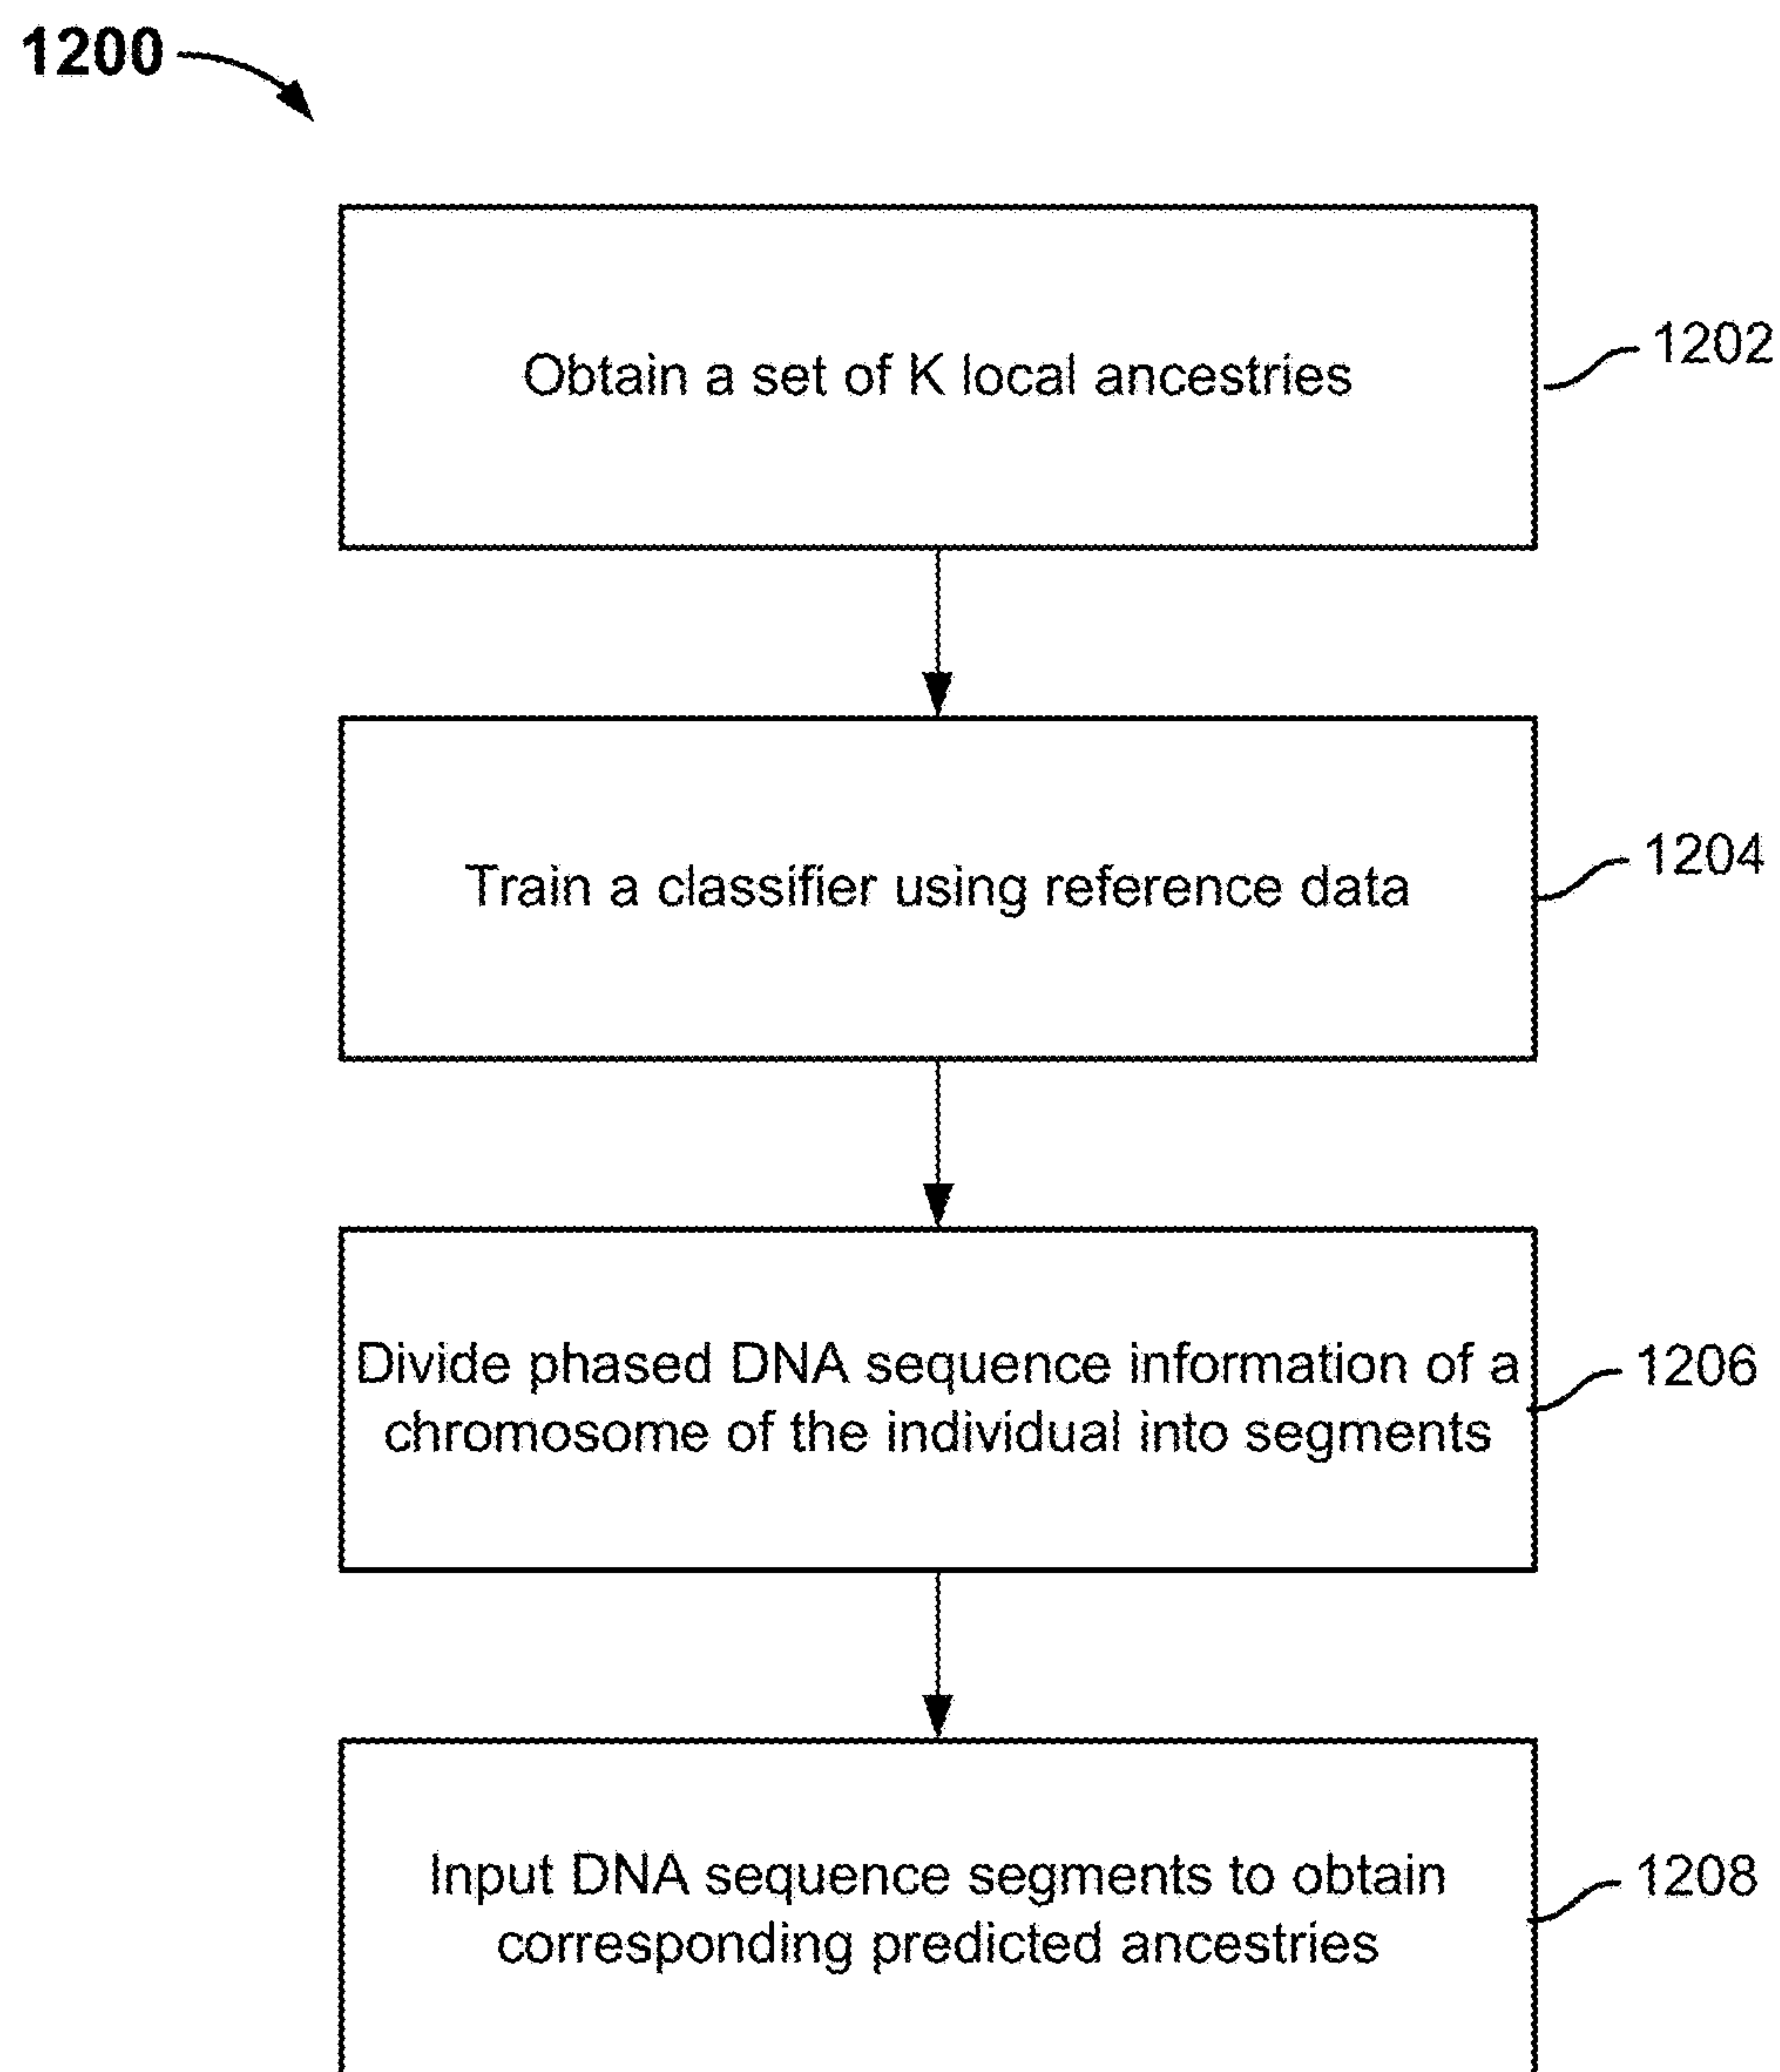 1200
Obtain a set of K local ancestries
1202
Train a classifier using reference data
1204
Divide phased DNA sequence information of a
chromosome of the individual into segments
1206
Input DNA sequence segments to obtain
corresponding predicted ancestries
1208